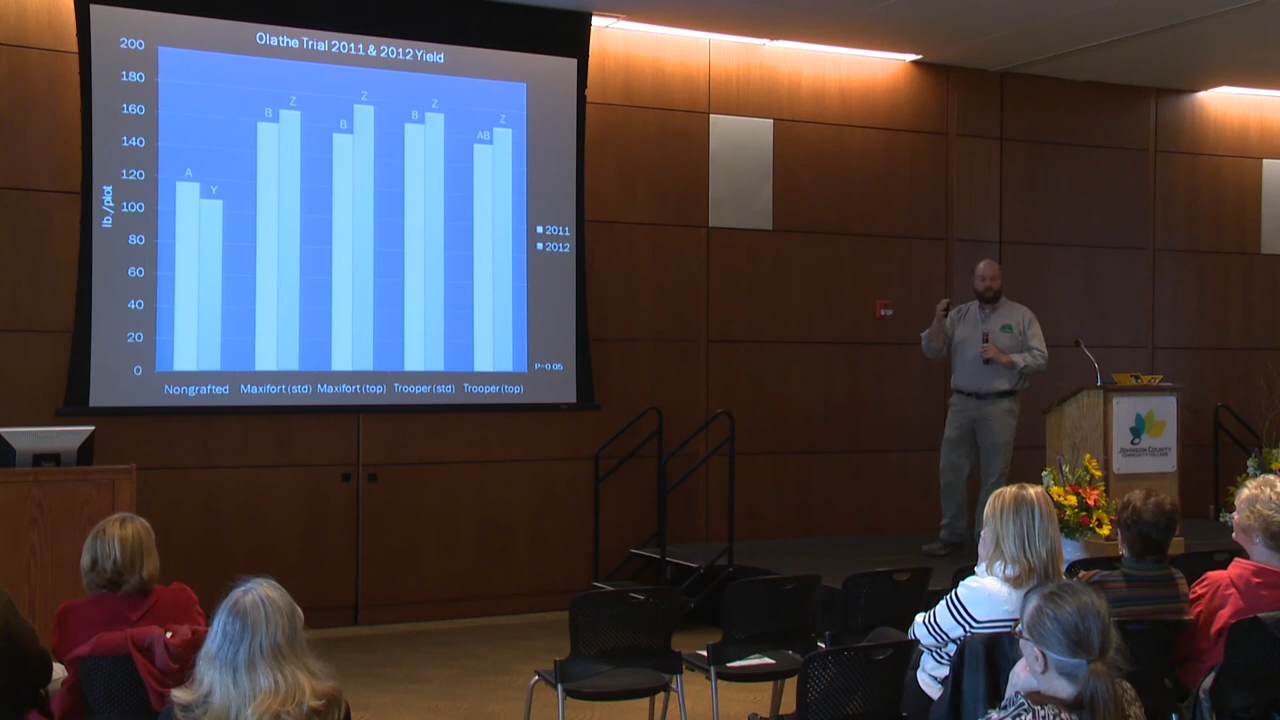 Olathe Trial 2011 & 2012 Yield
200
180
160
140
120
100
80
60
40
20
0
lb/plot
A
Y
B
Z
B
Z
B
Z
AB
Z
2011
2012
P=0.05
Nongrafted
Maxifort (std)
Maxifort (top)
Trooper (std)
Trooper (top)
JOHNSON COUNTY
COMMUNITY COLLEGE